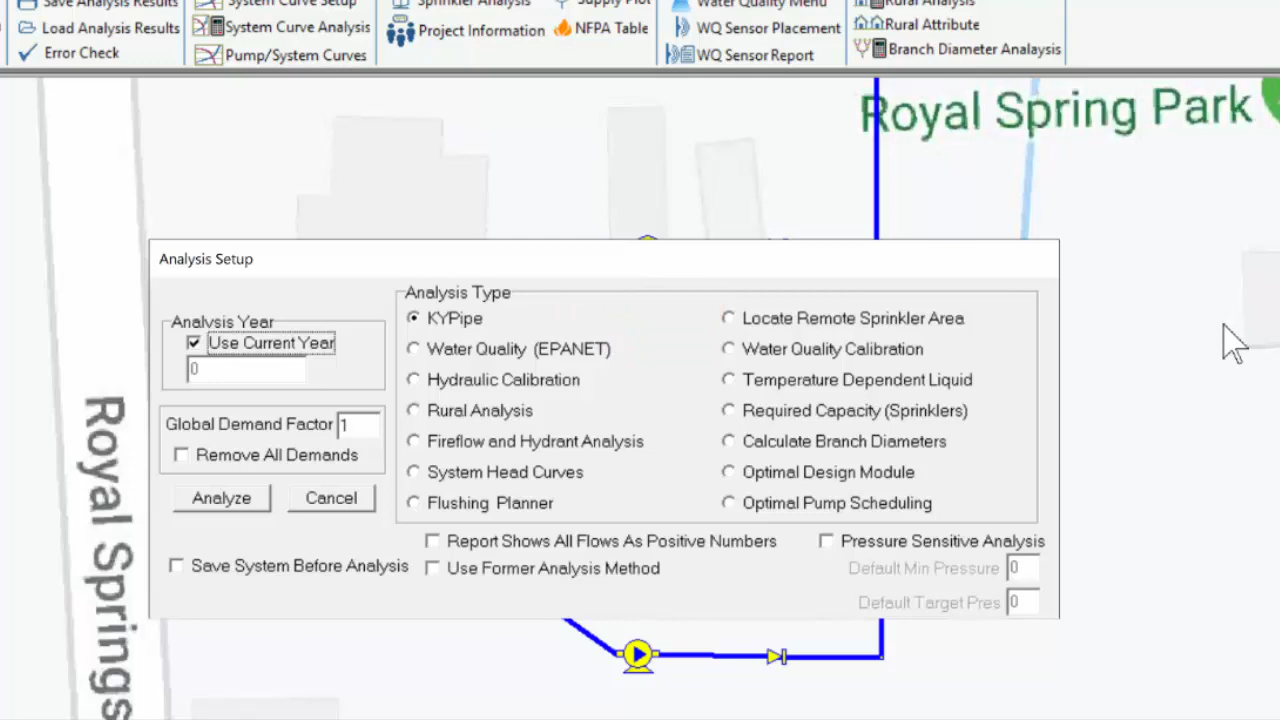 Save Analysis Results
Load Analysis Results
Error Check
System Curve Setup
System Curve Analysis
Pump/System Curves
Sprinkler Analysis
Supply Plot
Project Information
NFPA Table
Water Quality Menu
WQ Sensor Placement
WQ Sensor Report
Rural Analysis
Rural Attribute
Branch Diameter Analaysis
Royal Spring Park
Royal Springs
Analysis Setup
Analysis Year
Use Current Year
0
Global Demand Factor 1
Remove All Demands
Analyze
Cancel
Save System Before Analysis
Analysis Type
KYPipe
Water Quality (EPANET)
Hydraulic Calibration
Rural Analysis
Fireflow and Hydrant Analysis
System Head Curves
Flushing Planner
Locate Remote Sprinkler Area
Water Quality Calibration
Temperature Dependent Liquid
Required Capacity (Sprinklers)
Calculate Branch Diameters
Optimal Design Module
Optimal Pump Scheduling
Report Shows All Flows As Positive Numbers
Use Former Analysis Method
Pressure Sensitive Analysis
Default Min Pressure 0
Default Target Pres 0